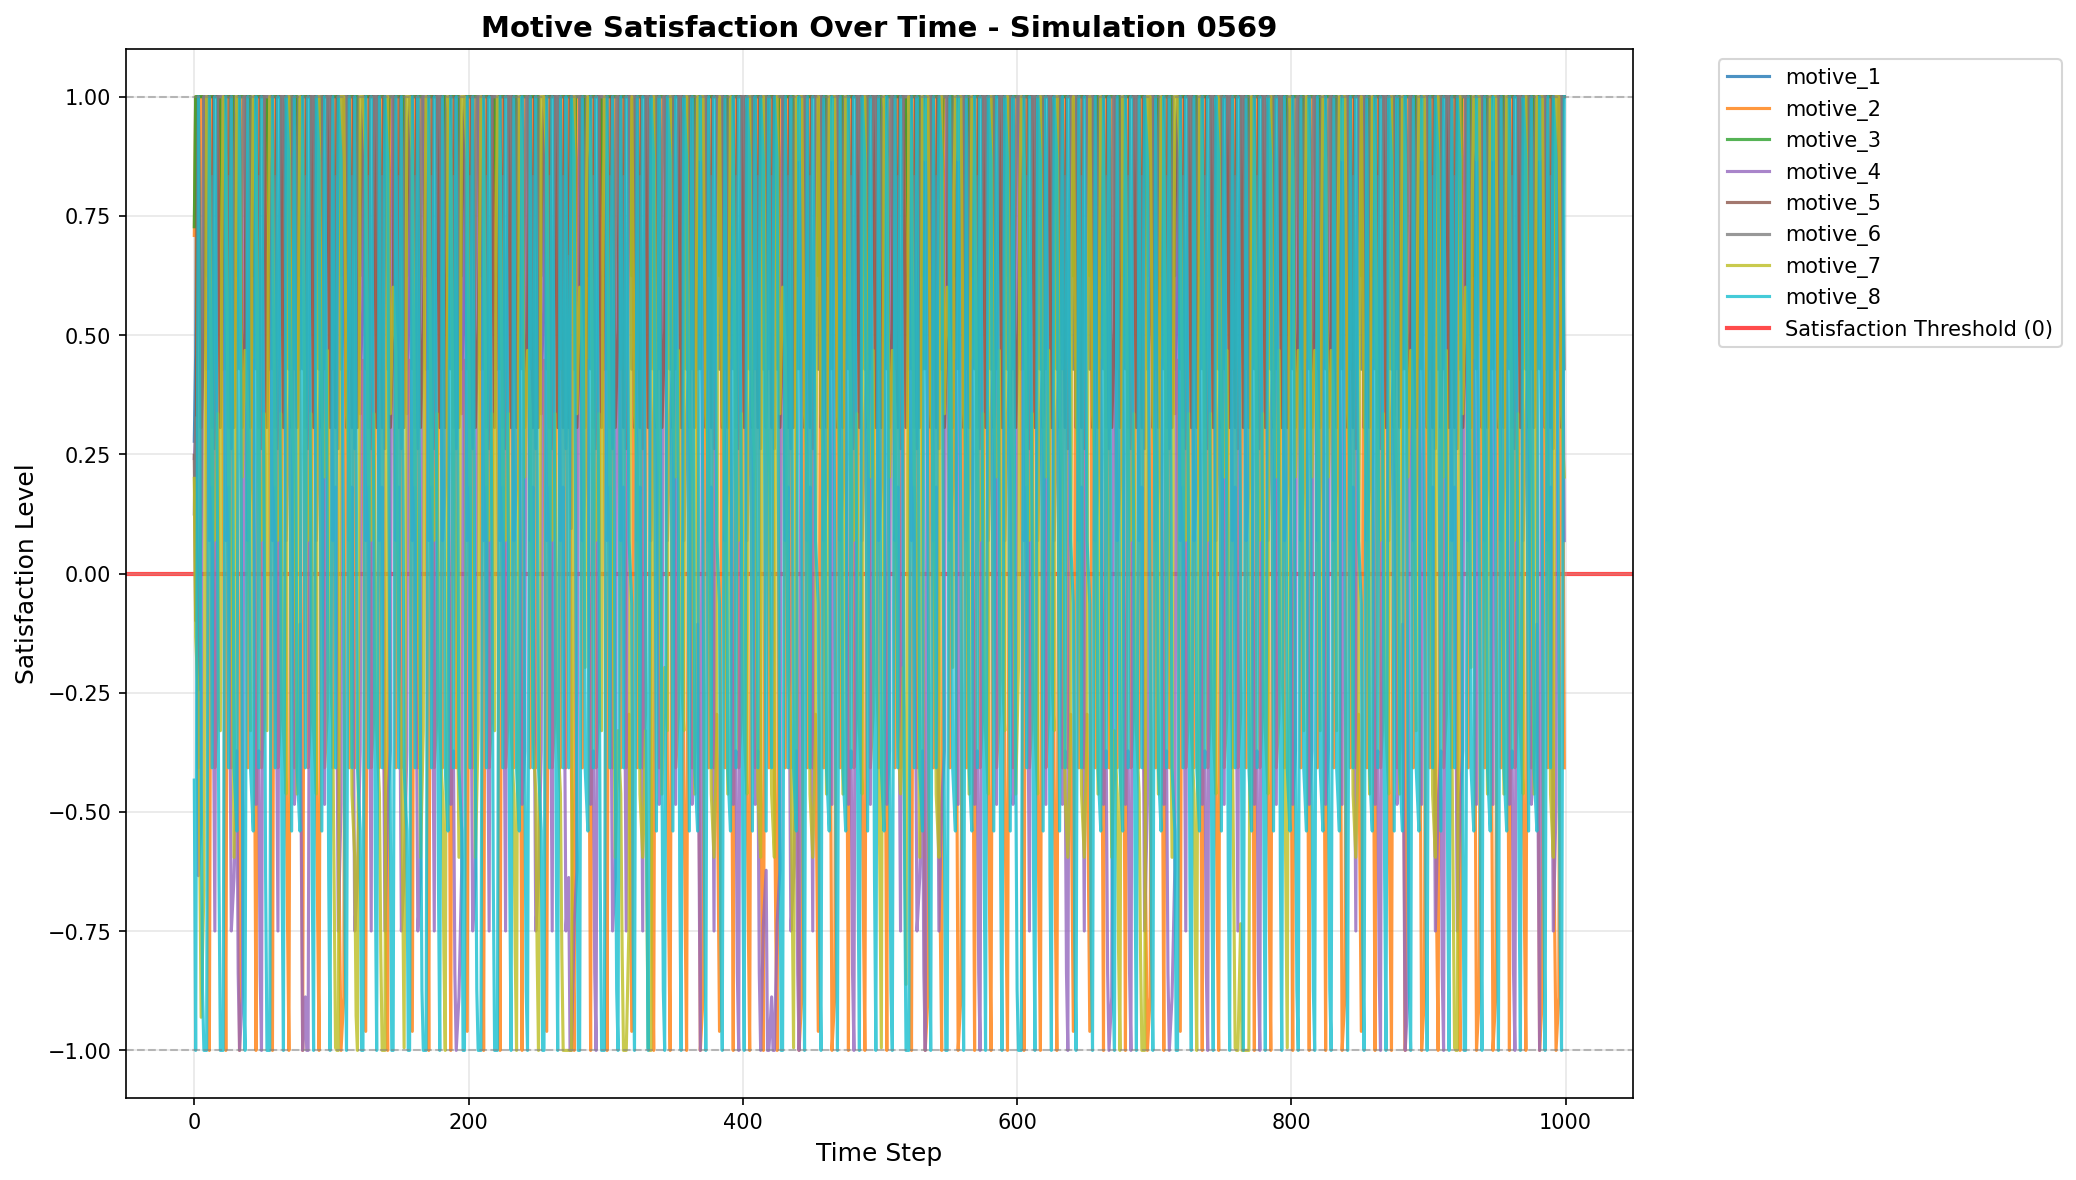 Motive Satisfaction Over Time - Simulation 0569
Satisfaction Level
1.00
0.75
0.50
0.25
0.00
−0.25
−0.50
−0.75
−1.00
0
200
400
600
800
1000
Time Step
motive_1
motive_2
motive_3
motive_4
motive_5
motive_6
motive_7
motive_8
Satisfaction Threshold (0)